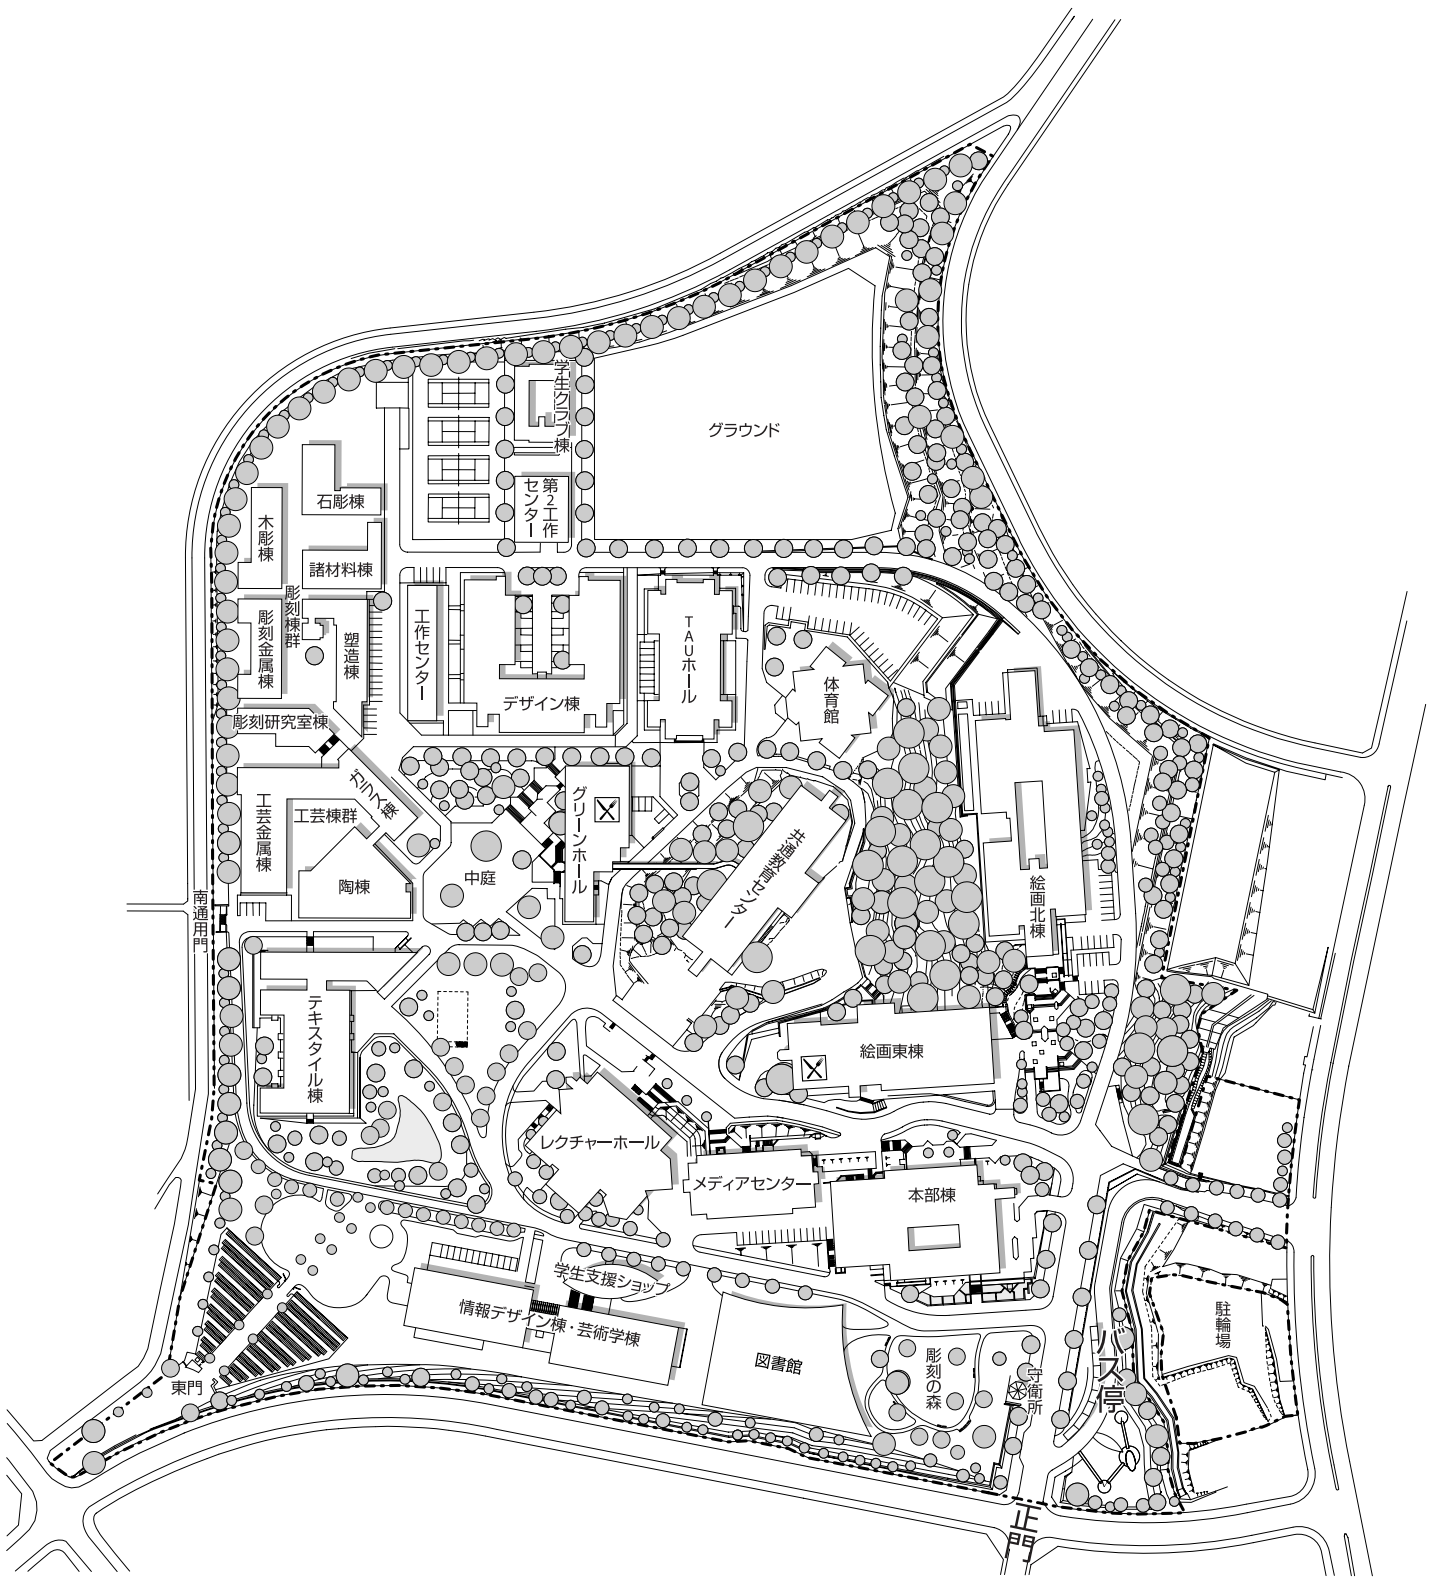 学生クラブ棟
グラウンド
石彫棟
第2工作
センター
木彫棟
諸材料棟
彫刻棟群
彫刻金属棟
塑造棟
工作センター
TAUホール
デザイン棟
体育館
彫刻研究室棟
ガラス棟
工芸金属棟
工芸棟群
グリーンホール
共通教育センター
中庭
陶棟
絵画北棟
南通用門
テキスタイル棟
絵画東棟
レクチャーホール
メディアセンター
本部棟
学生支援ショップ
情報デザイン棟・芸術学棟
駐輪場
バス停
図書館
彫刻の森
守衛所
東門
正門